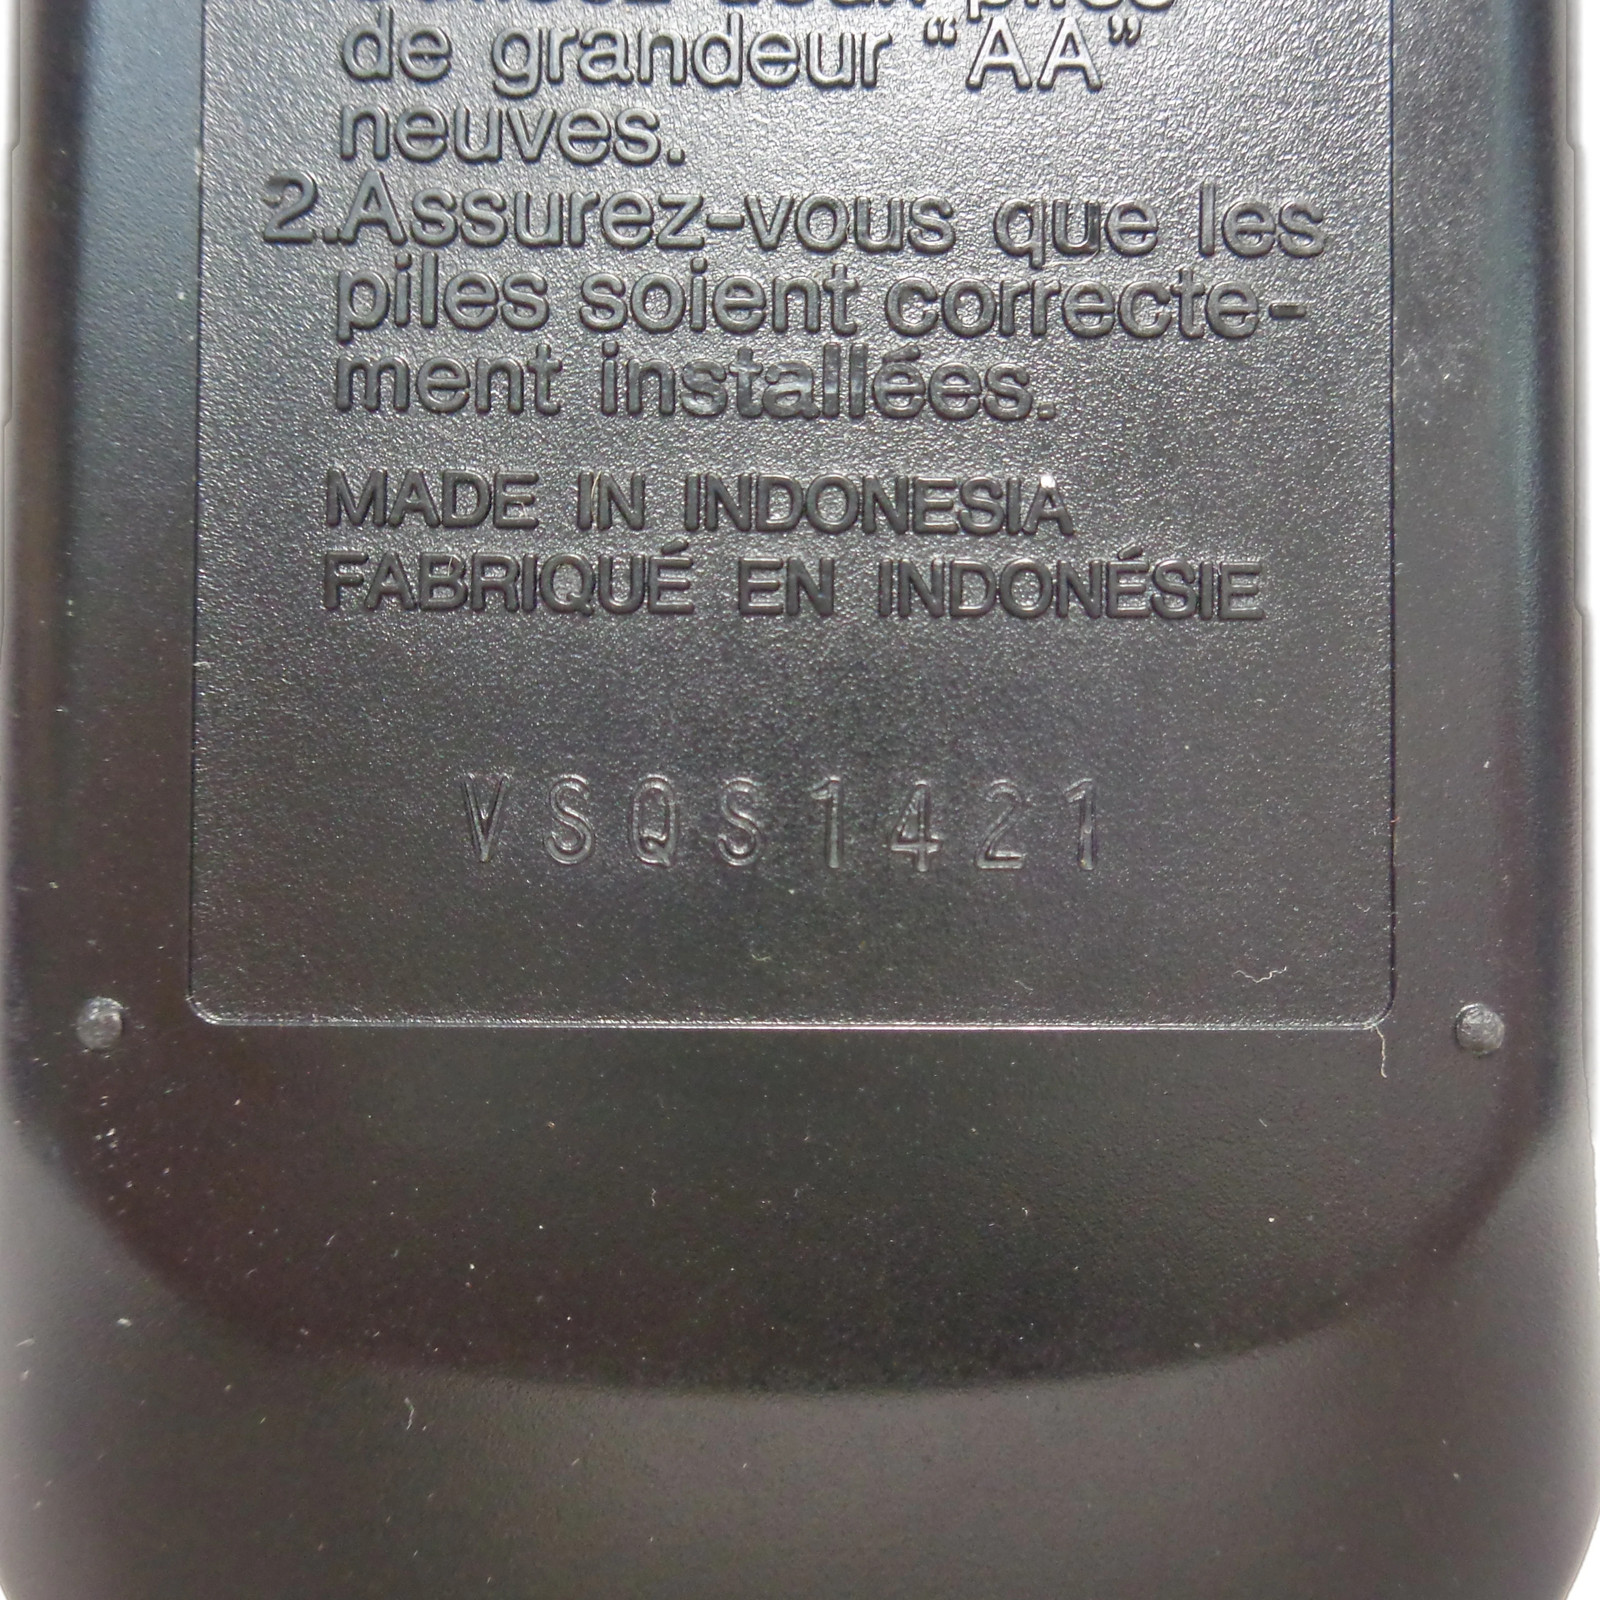 de grandeur “AA”
neuves.
2.Assurez-vous que les
piles soient correcte-
ment installées.
MADE IN INDONESIA
FABRIQUÉ EN INDONÉSIE
VSQS1421